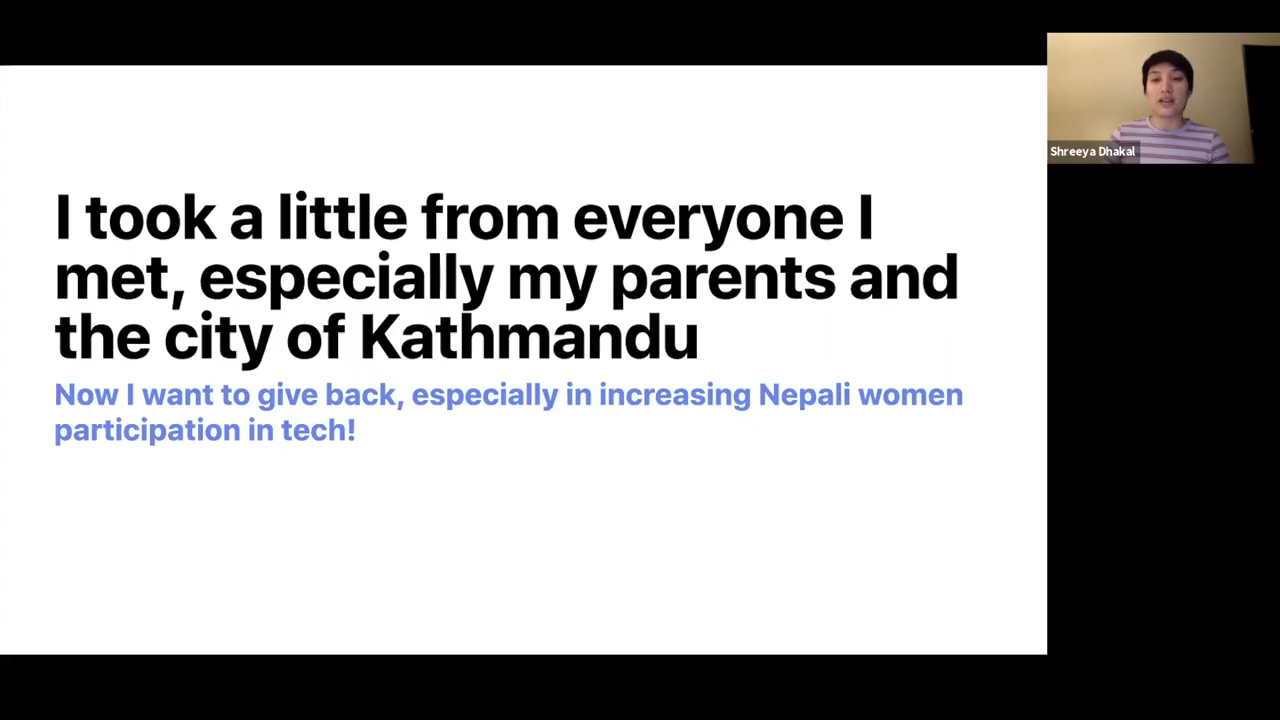 I took a little from everyone I
met, especially my parents and
the city of Kathmandu
Now I want to give back, especially in increasing Nepali women
participation in tech!
Shreeya Dhakal